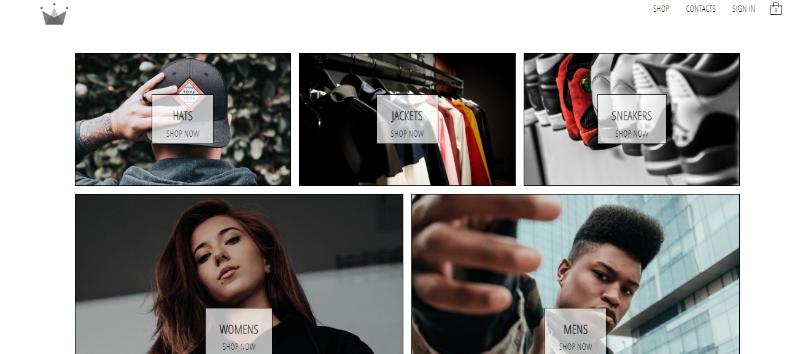 SHOP
CONTACTS
SIGN IN
HATS
SHOP NOW
JACKETS
SHOP NOW
SNEAKERS
SHOP NOW
WOMENS
SHOP NOW
MENS
SHOP NOW